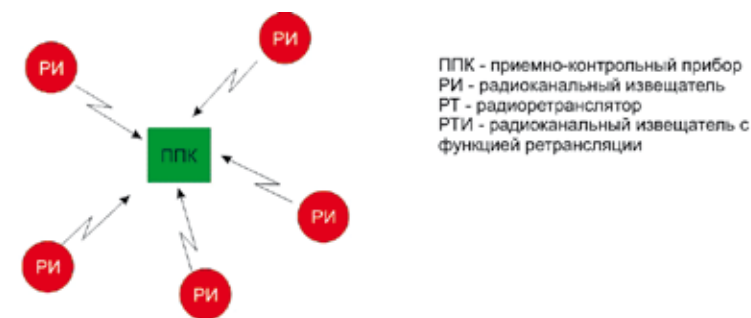 РИ
РИ
ППК
РИ
РИ
РИ
ППК - приемно-контрольный прибор
РИ - радиоканальный извещатель
РТ - радиоретранслятор
РТИ - радиоканальный извещатель с
функцией ретрансляции